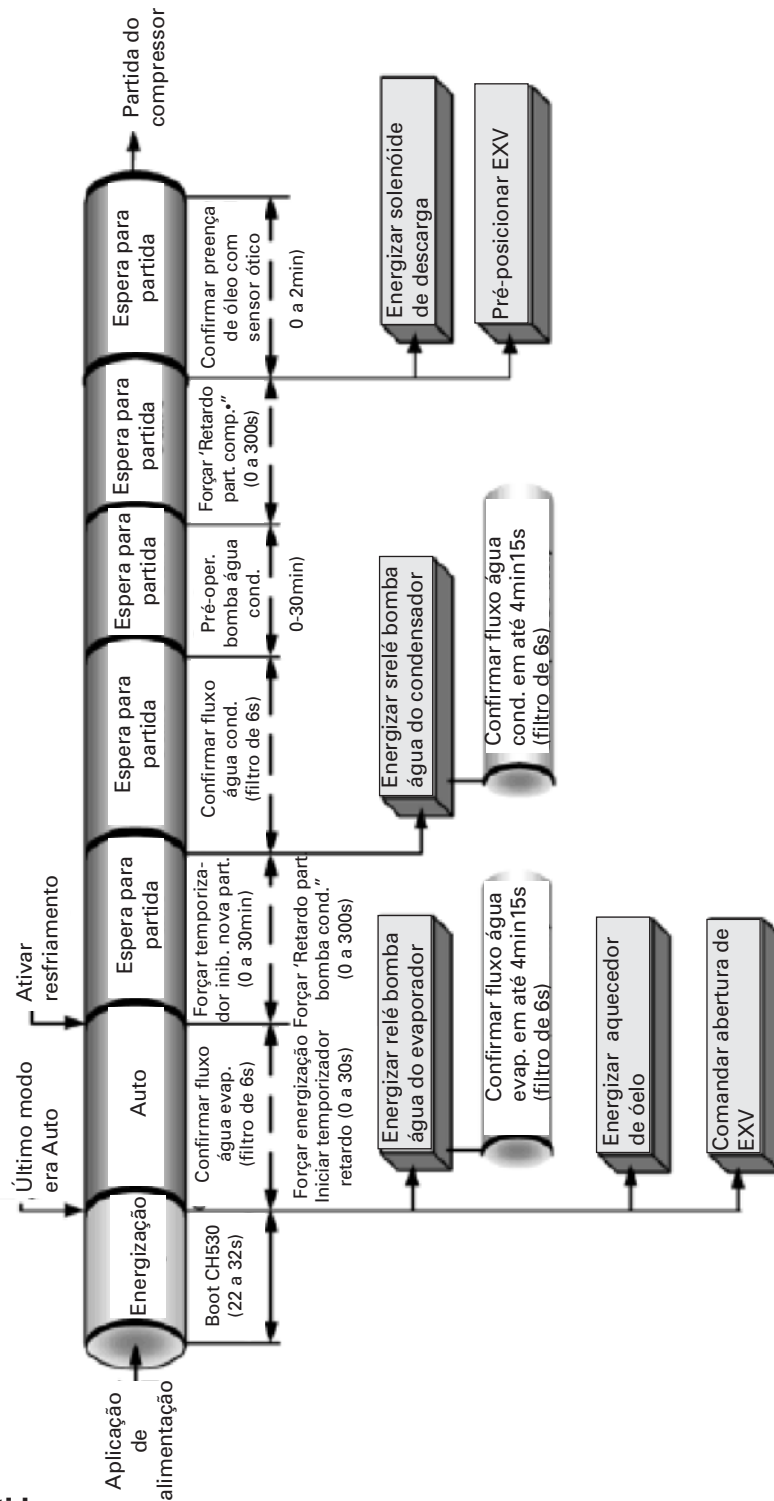 Aplicação
de
alimentação
Último modo
era Auto
Ativar
resfriamento
Partida do
compressor
Energização
Auto
Espera para
partida
Espera para
partida
Espera para
partida
Espera para
partida
Espera para
partida
Boot CH530
(22 a 32s)
Confirmar fluxo
água evap.
(filtro de 6s)
Forçar energização
Iniciar temporizador
retardo (0 a 30s)
Forçar temporiza-
dor inib. nova part.
(0 a 30min)
Forçar 'Retardo part.
bomba cond."
(0 a 300s)
Confirmar fluxo
água cond.
(filtro de 6s)
Pré-oper.
bomba água
cond.
0-30min)
Forçar 'Retardo
part. comp.•"
(0 a 300s)
Confirmar preença
de óleo com
sensor ótico
0 a 2min)
Energizar relé bomba
água do evaporador
Confirmar fluxo água
evap. em até 4min15s
(filtro de 6s)
Energizar aquecedor
de óelo
Comandar abertura de
EXV
Energizar srelé bomba
água do condensador
Confirmar fluxo água
cond. em até 4min15s
(filtro de 6s)
Energizar solenóide
de descarga
Pré-posicionar EXV